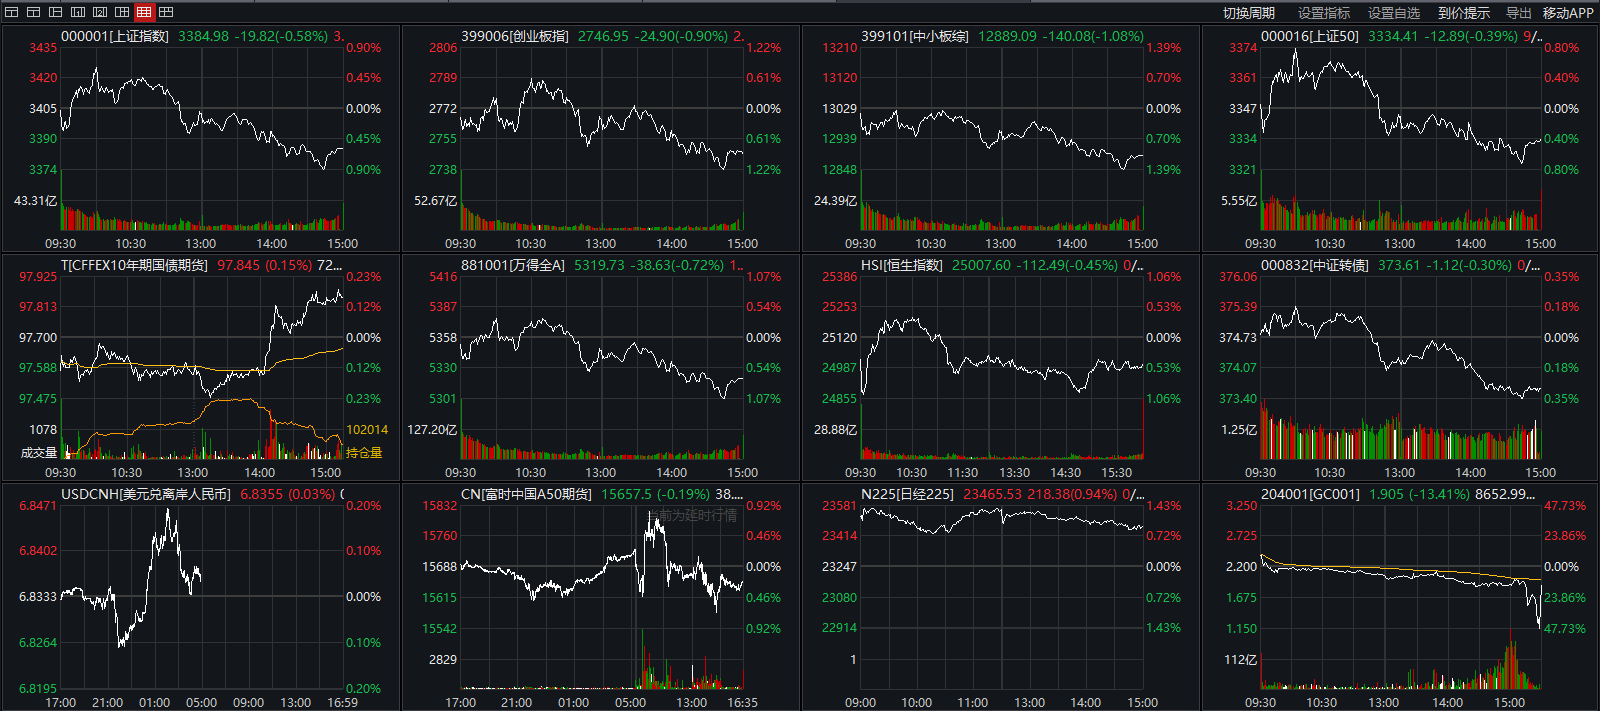 切换周期 设置指标 设置自选 到价提示 导出 移动APP
000001[上证指数] 3384.98 -19.82(-0.58%) 3.
3435 0.90%
3420 0.45%
3405 0.00%
3390 0.45%
3374 0.90%
43.31亿
09:30 10:30 13:00 14:00 15:00
399006[创业板指] 2746.95 -24.90(-0.90%) 2.
2806 1.22%
2789 0.61%
2772 0.00%
2755 0.61%
2738 1.22%
52.67亿
09:30 10:30 13:00 14:00 15:00
399101[中小板综] 12889.09 -140.08(-1.08%)
13210 1.39%
13120 0.70%
13029 0.00%
12939 0.70%
12848 1.39%
24.39亿
09:30 10:30 13:00 14:00 15:00
000016[上证50] 3334.41 -12.89(-0.39%) 9/..
3374 0.80%
3361 0.40%
3347 0.00%
3334 0.40%
3321 0.80%
5.55亿
09:30 10:30 13:00 14:00 15:00
T[CFFEX10年期国债期货] 97.845 (0.15%) 72...
97.925 0.23%
97.813 0.12%
97.700 0.00%
97.588 0.12%
97.475 0.23%
1078 102014
成交量 持仓量
09:30 10:30 13:00 14:00 15:00
881001[万得全A] 5319.73 -38.63(-0.72%) 1..
5416 1.07%
5387 0.54%
5358 0.00%
5330 0.54%
5301 1.07%
127.20亿
09:30 10:30 13:00 14:00 15:00
HSI[恒生指数] 25007.60 -112.49(-0.45%) 0/..
25386 1.06%
25253 0.53%
25120 0.00%
24987 0.53%
24855 1.06%
28.88亿
09:30 10:30 11:30 13:30 14:30 15:30
000832[中证转债] 373.61 -1.12(-0.30%) 0/...
376.06 0.35%
375.39 0.18%
374.73 0.00%
374.07 0.18%
373.40 0.35%
1.25亿
09:30 10:30 13:00 14:00 15:00
USDCNH[美元兑离岸人民币] 6.8355 (0.03%)
6.8471 0.20%
6.8402 0.10%
6.8333 0.00%
6.8264 0.10%
6.8195 0.20%
17:00 21:00 01:00 05:00 09:00 13:00 16:59
CN[富时中国A50期货] 15657.5 (-0.19%) 38....
当前为延时行情
15832 0.92%
15760 0.46%
15688 0.00%
15615 0.46%
15542 0.92%
2829
17:00 21:00 01:00 05:00 13:00 16:35
N225[日经225] 23465.53 218.38(0.94%) 0/...
23581 1.43%
23414 0.72%
23247 0.00%
23080 0.72%
22914 1.43%
1
09:00 10:00 11:00 13:00 14:00 15:00
204001[GC001] 1.905 (-13.41%) 8652.99...
3.250 47.73%
2.725 23.86%
2.200 0.00%
1.675 23.86%
1.150 47.73%
112亿
09:30 10:30 13:00 14:00 15:00